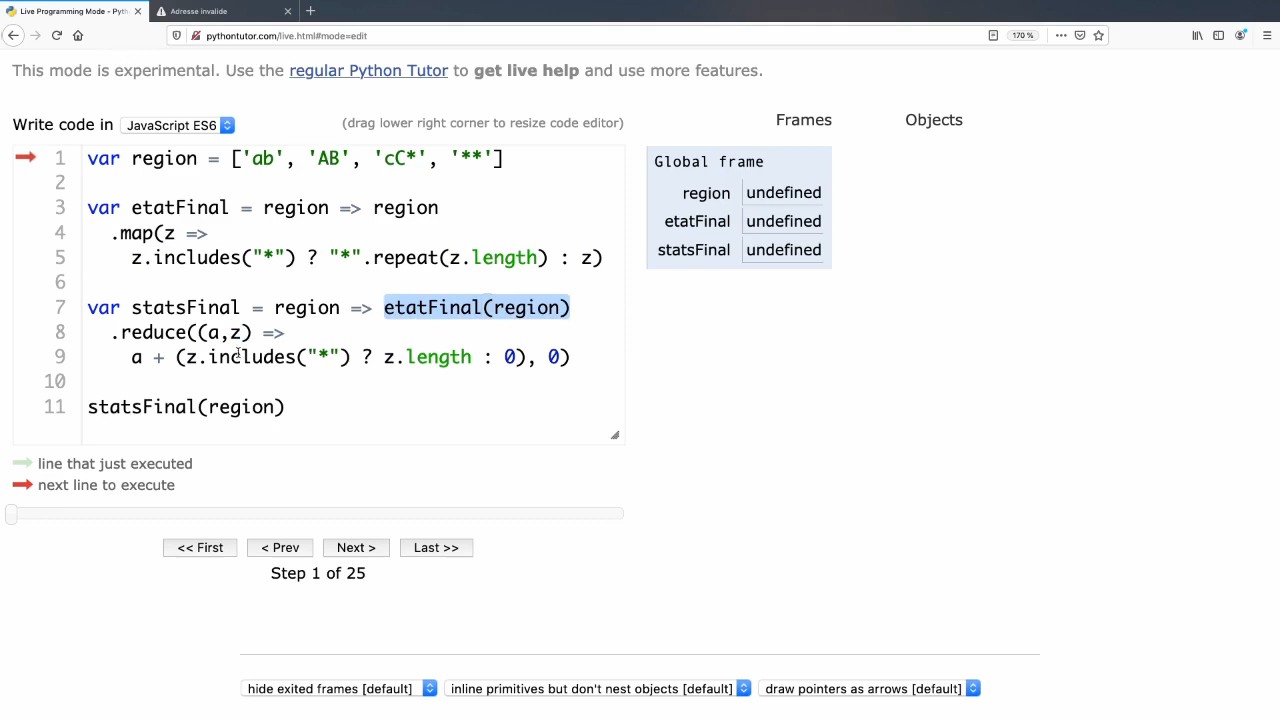 Live Programming Mode - Pyth
Adresse invalide
pythontutor.com/live.html#mode=edit
170 %
This mode is experimental. Use the regular Python Tutor to get live help and use more features.
Write code in JavaScript ES6
(drag lower right corner to resize code editor)
Frames Objects
1 var region = ['ab', 'AB', 'cC*', '**']
2
3 var etatFinal = region => region
4 .map(z =>
5 z.includes("*") ? "*".repeat(z.length) : z)
6
7 var statsFinal = region => etatFinal(region)
8 .reduce((a,z) =>
9 a + (z.includes("*") ? z.length : 0), 0)
10
11 statsFinal(region)
Global frame
region undefined
etatFinal undefined
statsFinal undefined
line that just executed
next line to execute
<< First < Prev Next > Last >>
Step 1 of 25
hide exited frames [default] inline primitives but don't nest objects [default] draw pointers as arrows [default]